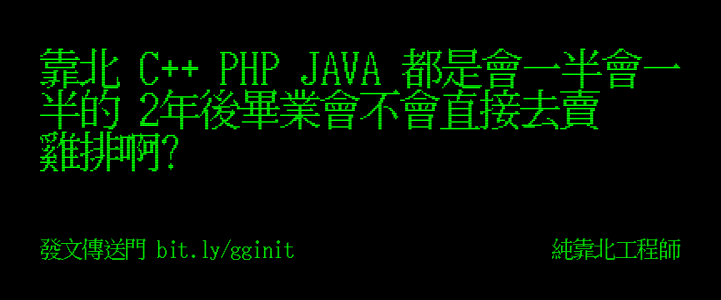 靠北 C++ PHP JAVA 都是會一半會一
半的 2年後畢業會不會直接去賣
雞排啊?
發文傳送門 bit.ly/gginit
純靠北工程師